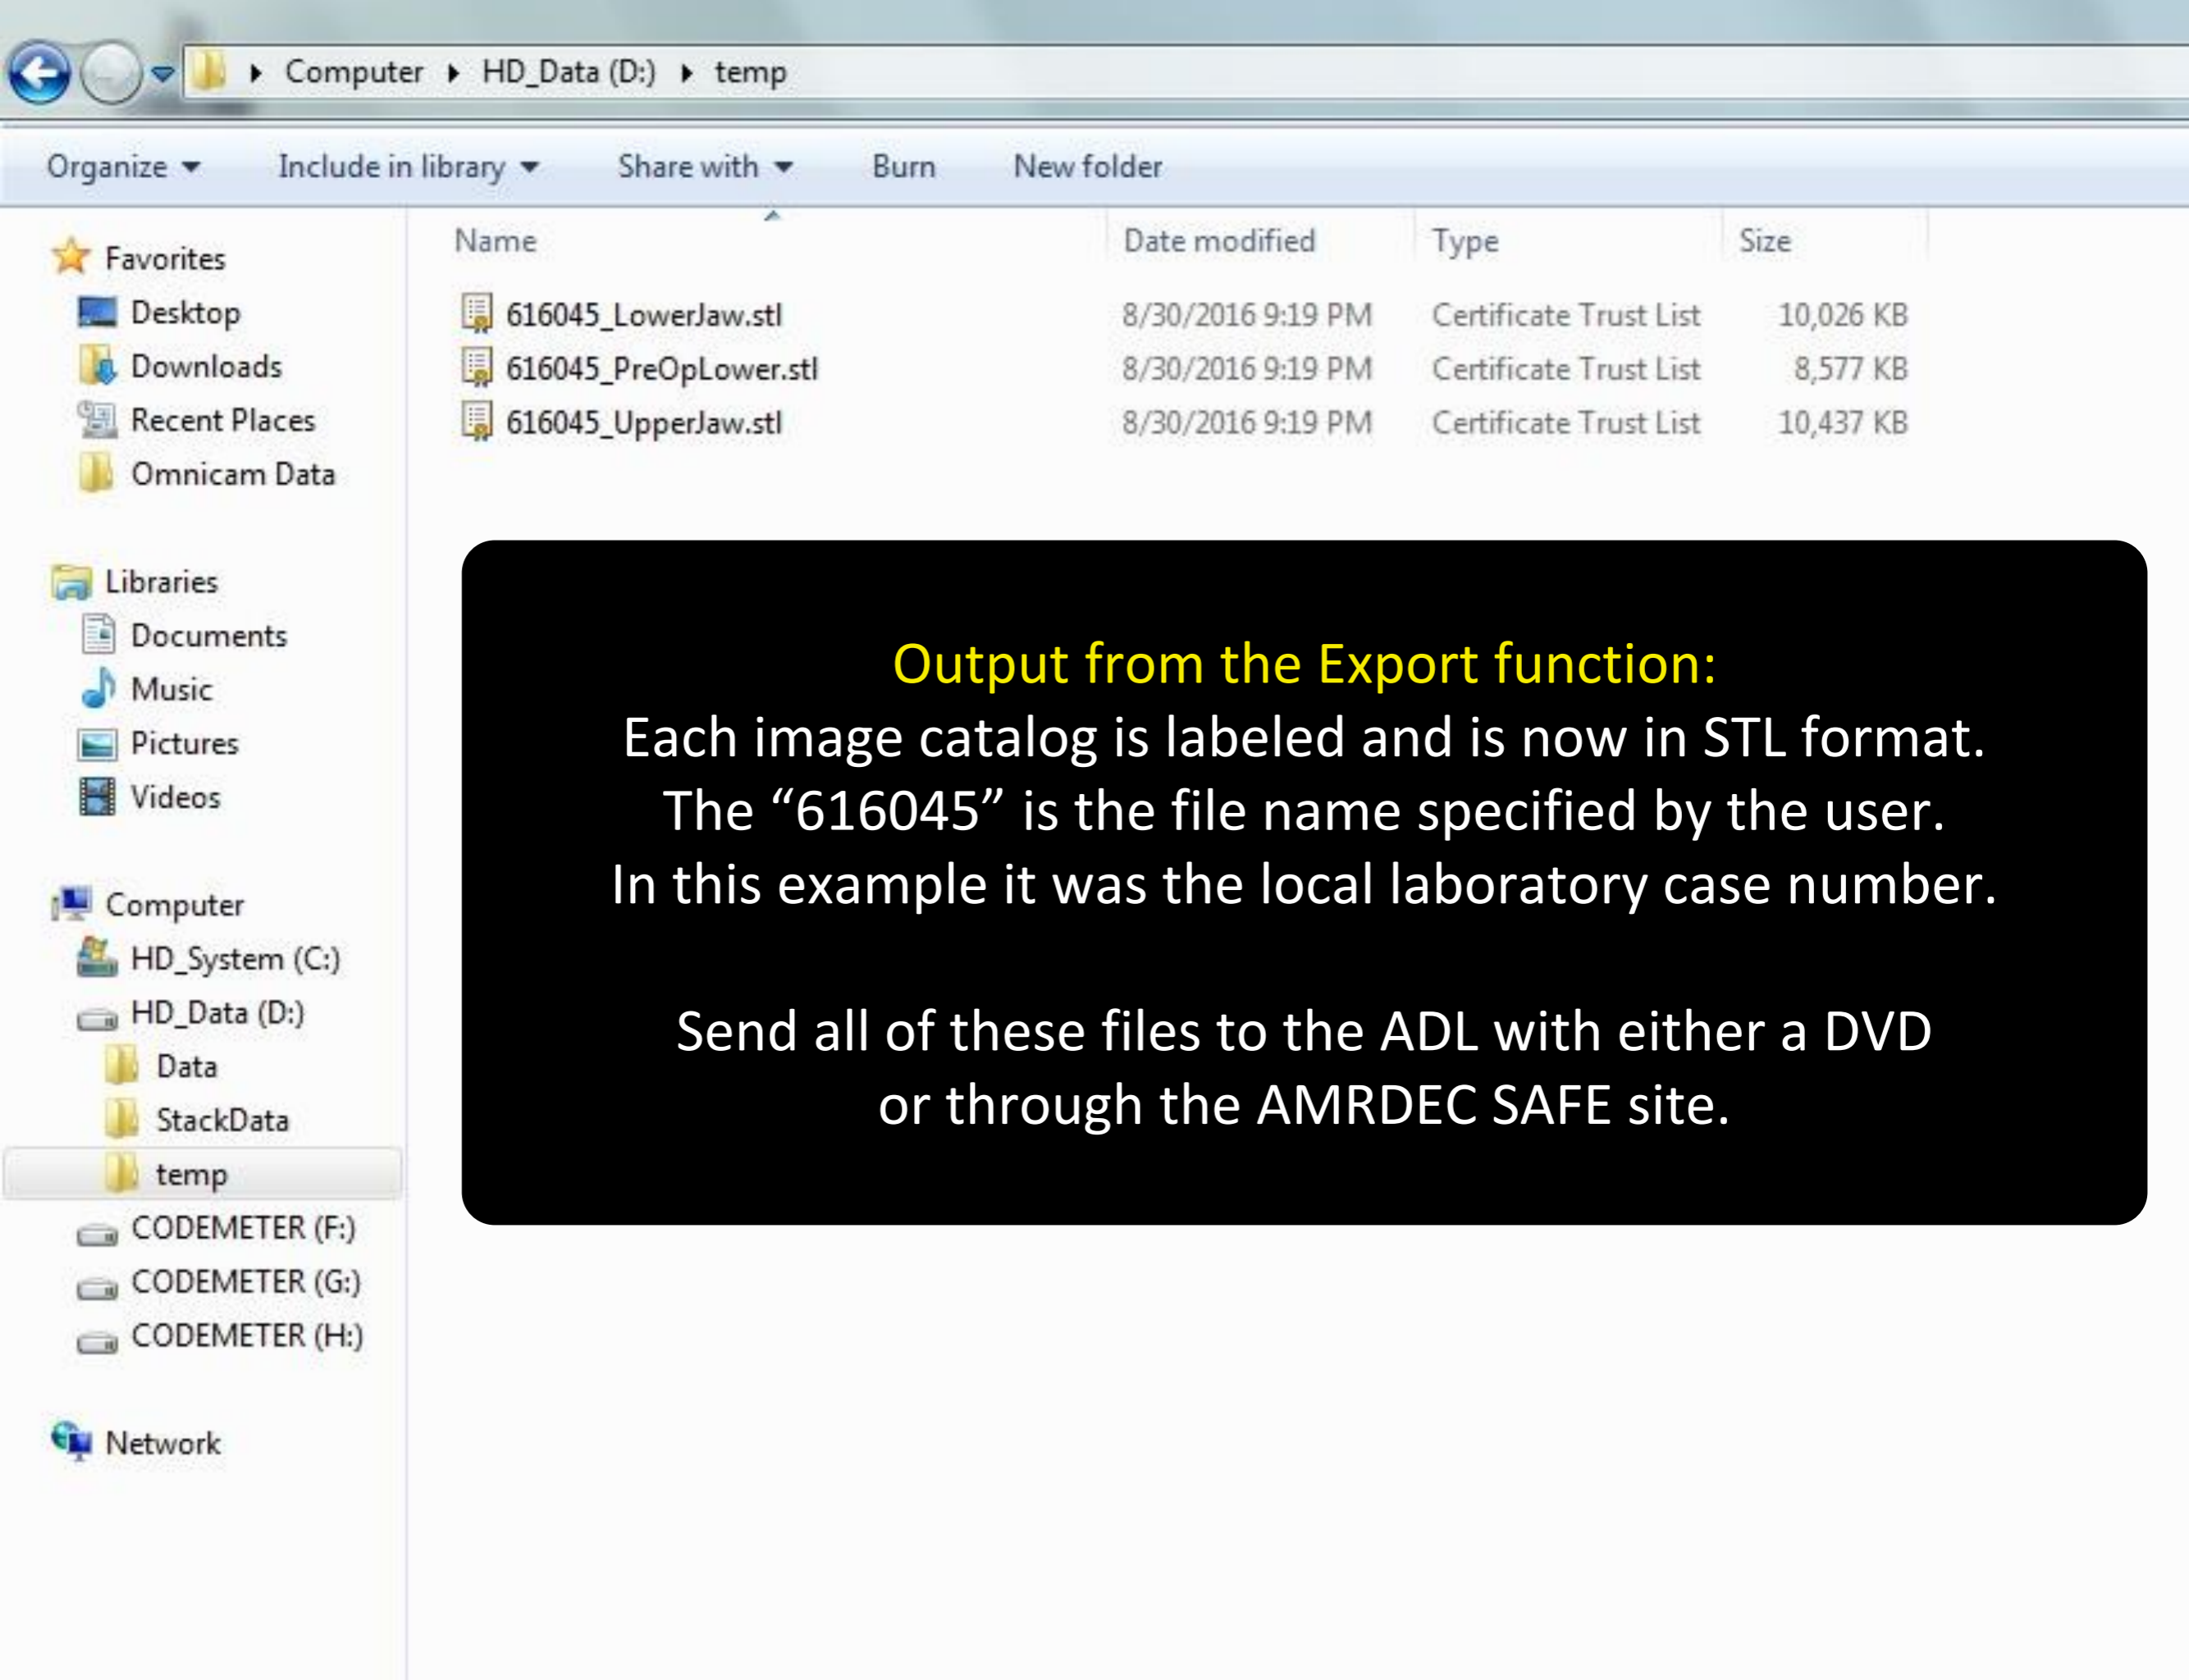 Computer ▸ HD_Data (D:) ▸ temp
Organize Include in library Share with Burn New folder
Favorites
Desktop
Downloads
Recent Places
Omnicam Data
Libraries
Documents
Music
Pictures
Videos
Computer
HD_System (C:)
HD_Data (D:)
Data
StackData
temp
CODEMETER (F:)
CODEMETER (G:)
CODEMETER (H:)
Network
Name Date modified Type Size
616045_LowerJaw.stl 8/30/2016 9:19 PM Certificate Trust List 10,026 KB
616045_PreOpLower.stl 8/30/2016 9:19 PM Certificate Trust List 8,577 KB
616045_UpperJaw.stl 8/30/2016 9:19 PM Certificate Trust List 10,437 KB
Output from the Export function:
Each image catalog is labeled and is now in STL format.
The “616045” is the file name specified by the user.
In this example it was the local laboratory case number.
Send all of these files to the ADL with either a DVD
or through the AMRDEC SAFE site.